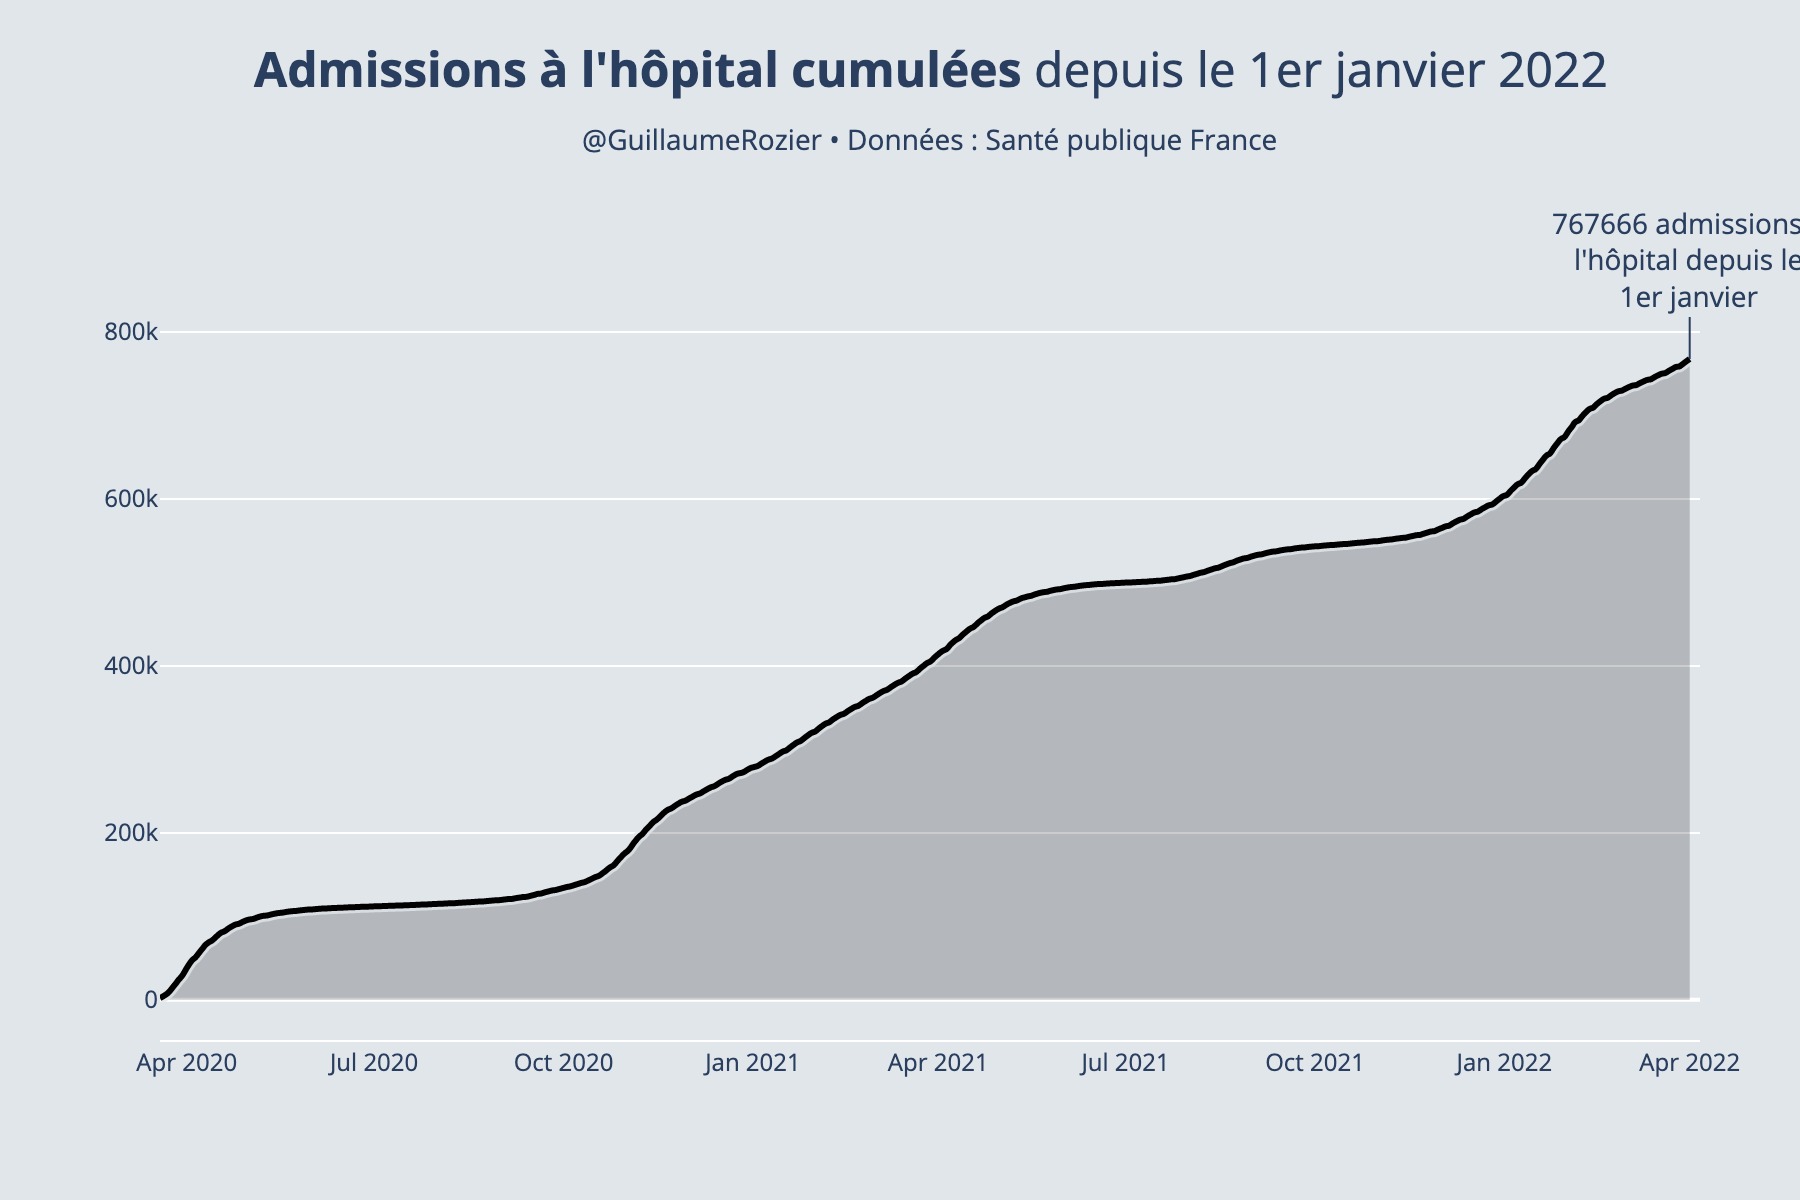 Admissions à l'hôpital cumulées depuis le 1er janvier 2022
@GuillaumeRozier • Données : Santé publique France
767666 admissions
l'hôpital depuis le
1er janvier
800k
600k
400k
200k
0
Apr 2020 Jul 2020 Oct 2020 Jan 2021 Apr 2021 Jul 2021 Oct 2021 Jan 2022 Apr 2022